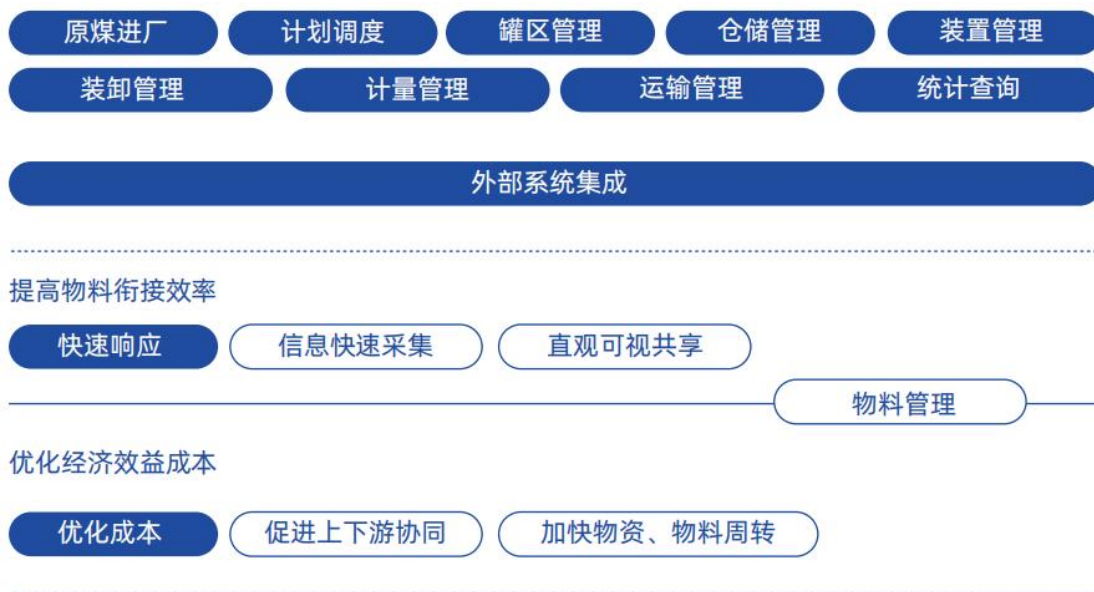 原煤进厂 计划调度 罐区管理 仓储管理 装置管理
装卸管理 计量管理 运输管理 统计查询
外部系统集成
提高物料衔接效率
快速响应 信息快速采集 直观可视共享
物料管理
优化经济效益成本
优化成本 促进上下游协同 加快物资、物料周转